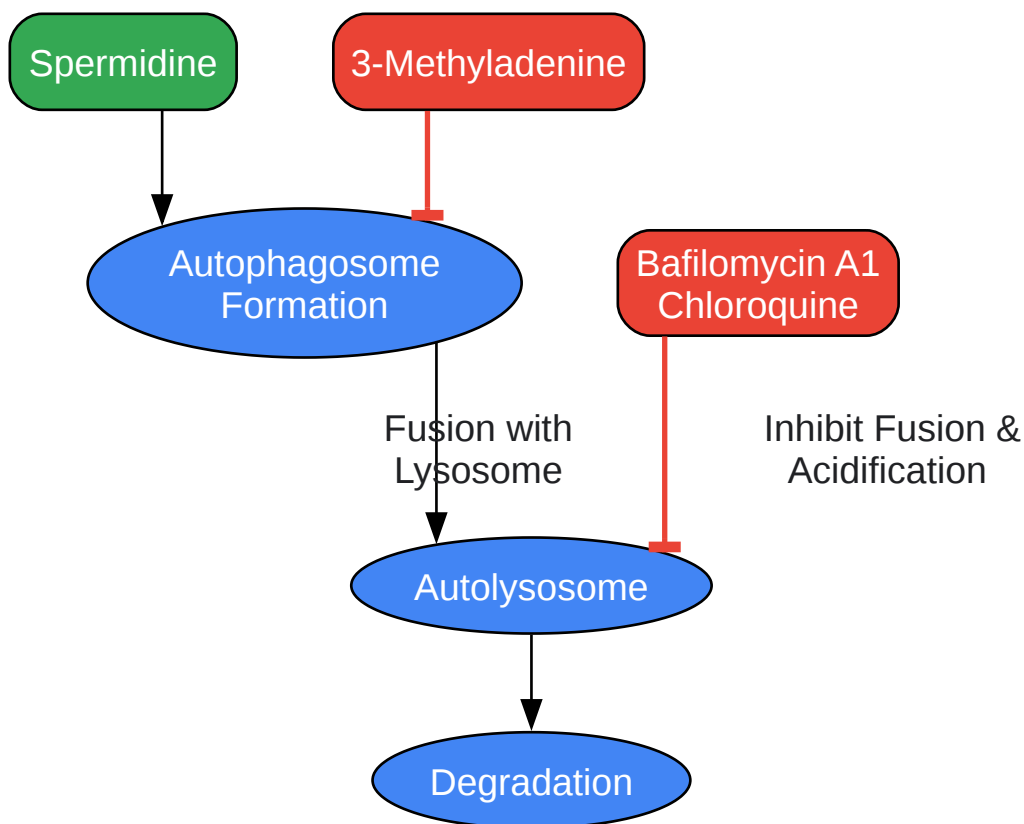 Spermidine
3-Methyladenine
Autophagosome
Formation
Bafilomycin A1
Chloroquine
Fusion with
Lysosome
Inhibit Fusion &
Acidification
Autolysosome
Degradation